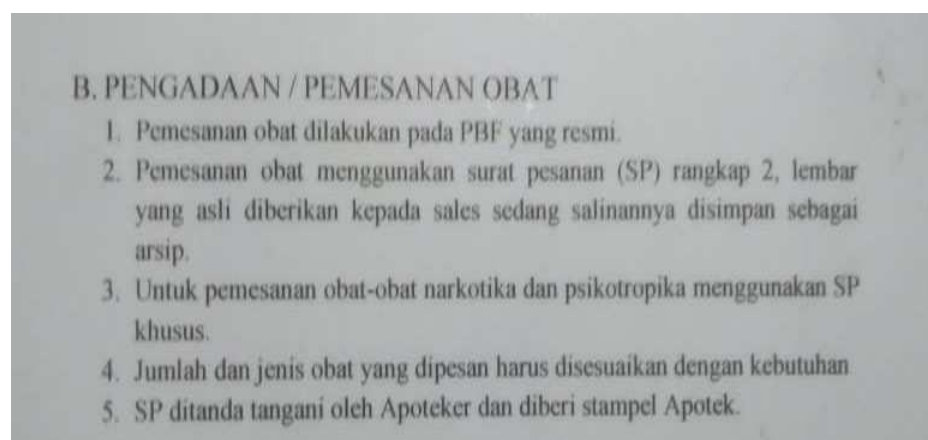 B. PENGADAAN / PEMESANAN OBAT
1. Pemesanan obat dilakukan pada PBF yang resmi.
2. Pemesanan obat menggunakan surat pesanan (SP) rangkap 2, lembar
yang asli diberikan kepada sales sedang salinannya disimpan sebagai
arsip.
3. Untuk pemesanan obat-obat narkotika dan psikotropika menggunakan SP
khusus.
4. Jumlah dan jenis obat yang dipesan harus disesuaikan dengan kebutuhan
5. SP ditanda tangani oleh Apoteker dan diberi stampel Apotek.